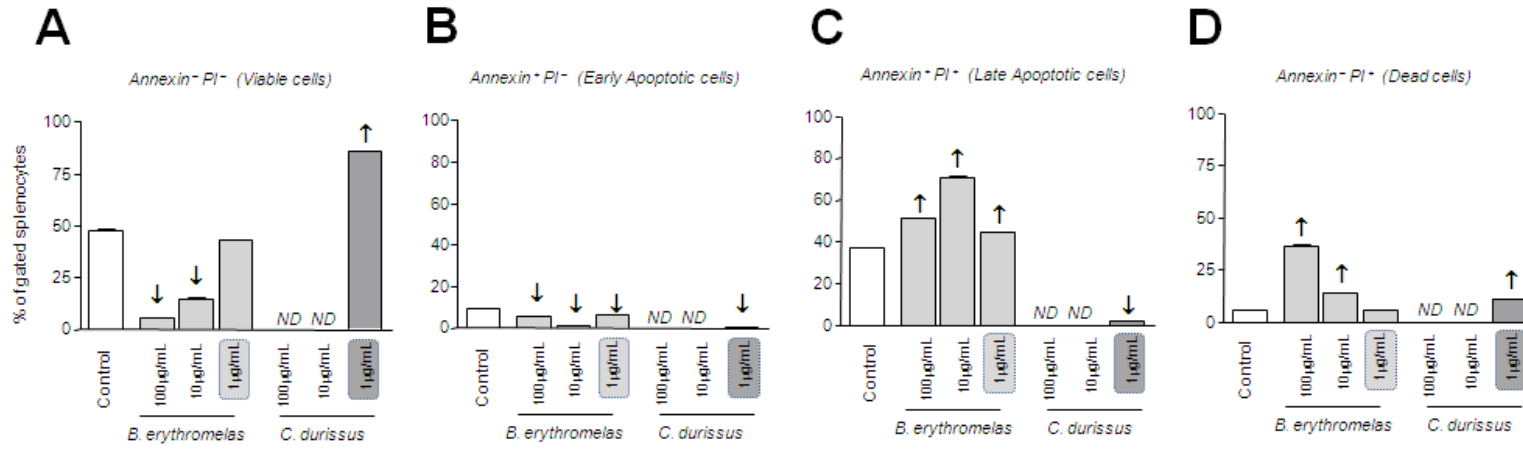 A
B
C
D
Annexin⁻ PI⁻ (Viable cells)
Annexin⁺ PI⁻ (Early Apoptotic cells)
Annexin⁺ PI⁺ (Late Apoptotic cells)
Annexin⁻ PI⁺ (Dead cells)
% of gated splenocytes
100
75
50
25
0
↓
↓
ND ND
↑
Control
100µg/mL
10µg/mL
1µg/mL
100µg/mL
10µg/mL
1µg/mL
B. erythromelas
C. durissus
100
80
60
40
20
0
↓
↓
↓
ND ND
↓
Control
100µg/mL
10µg/mL
1µg/mL
100µg/mL
10µg/mL
1µg/mL
B. erythromelas
C. durissus
100
80
60
40
20
0
↑
↑
↑
ND ND
↓
Control
100µg/mL
10µg/mL
1µg/mL
100µg/mL
10µg/mL
1µg/mL
B. erythromelas
C. durissus
100
75
50
25
0
↑
↑
ND ND
↑
Control
100µg/mL
10µg/mL
1µg/mL
100µg/mL
10µg/mL
1µg/mL
B. erythromelas
C. durissus